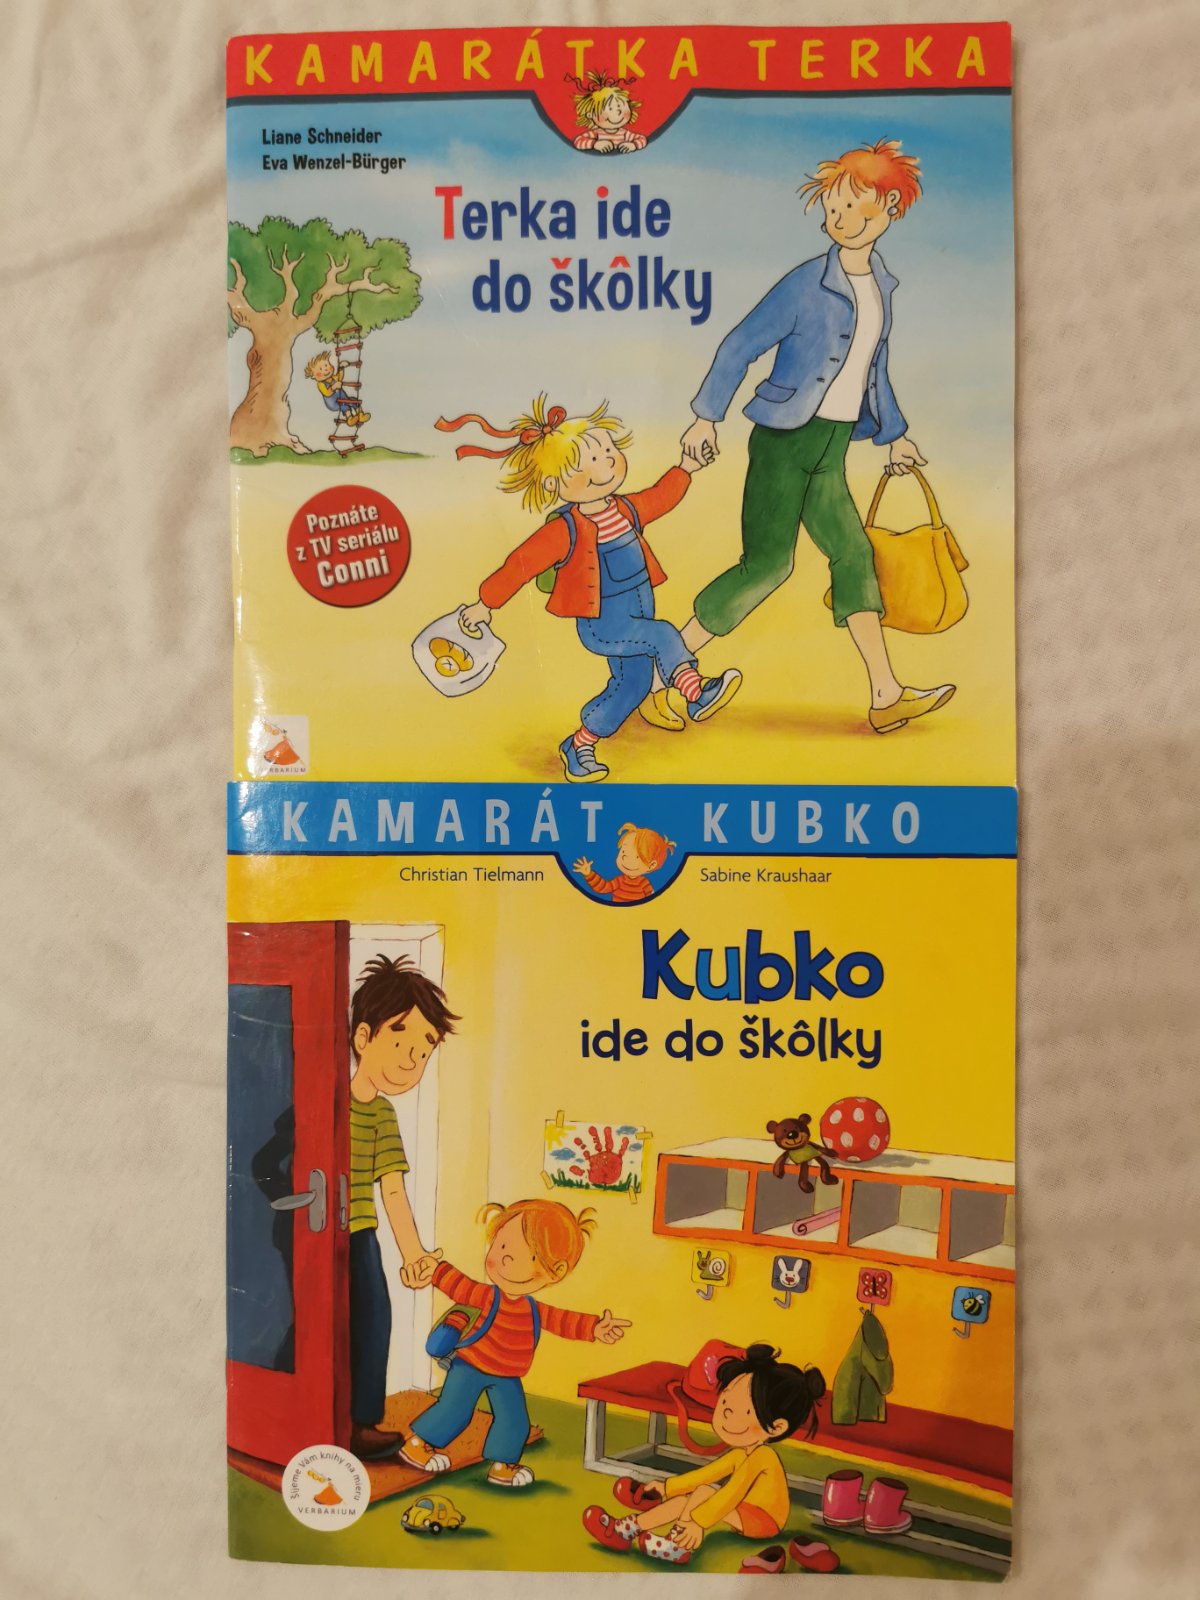 KAMARÁTKA TERKA
Liane Schneider
Eva Wenzel-Bürger
Terka ide
do škôlky
Poznáte
z TV seriálu
Conni
VERBARIUM
KAMARÁT KUBKO
Christian Tielmann Sabine Kraushaar
Kubko
ide do škôlky
Šijeme Vám knihy na mieru
VERBARIUM